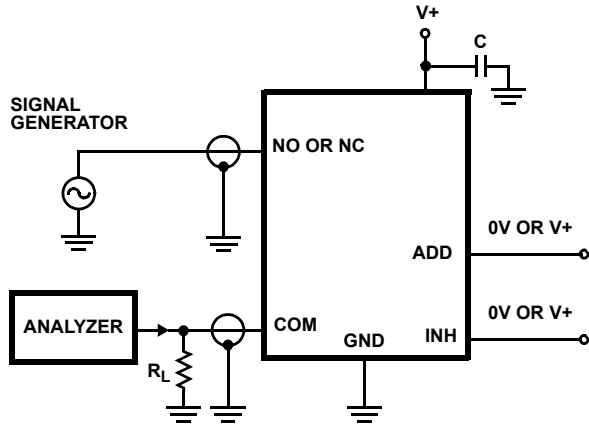 V+
C
SIGNAL
GENERATOR
NO OR NC
0V OR V+
ADD
0V OR V+
ANALYZER
COM
INH
GND
RL